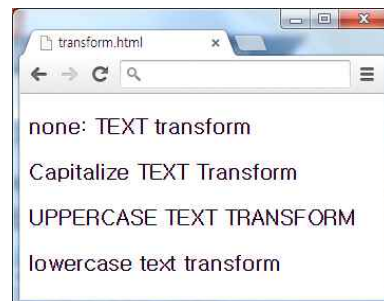 transform.html
none: TEXT transform
Capitalize TEXT Transform
UPPERCASE TEXT TRANSFORM
lowercase text transform